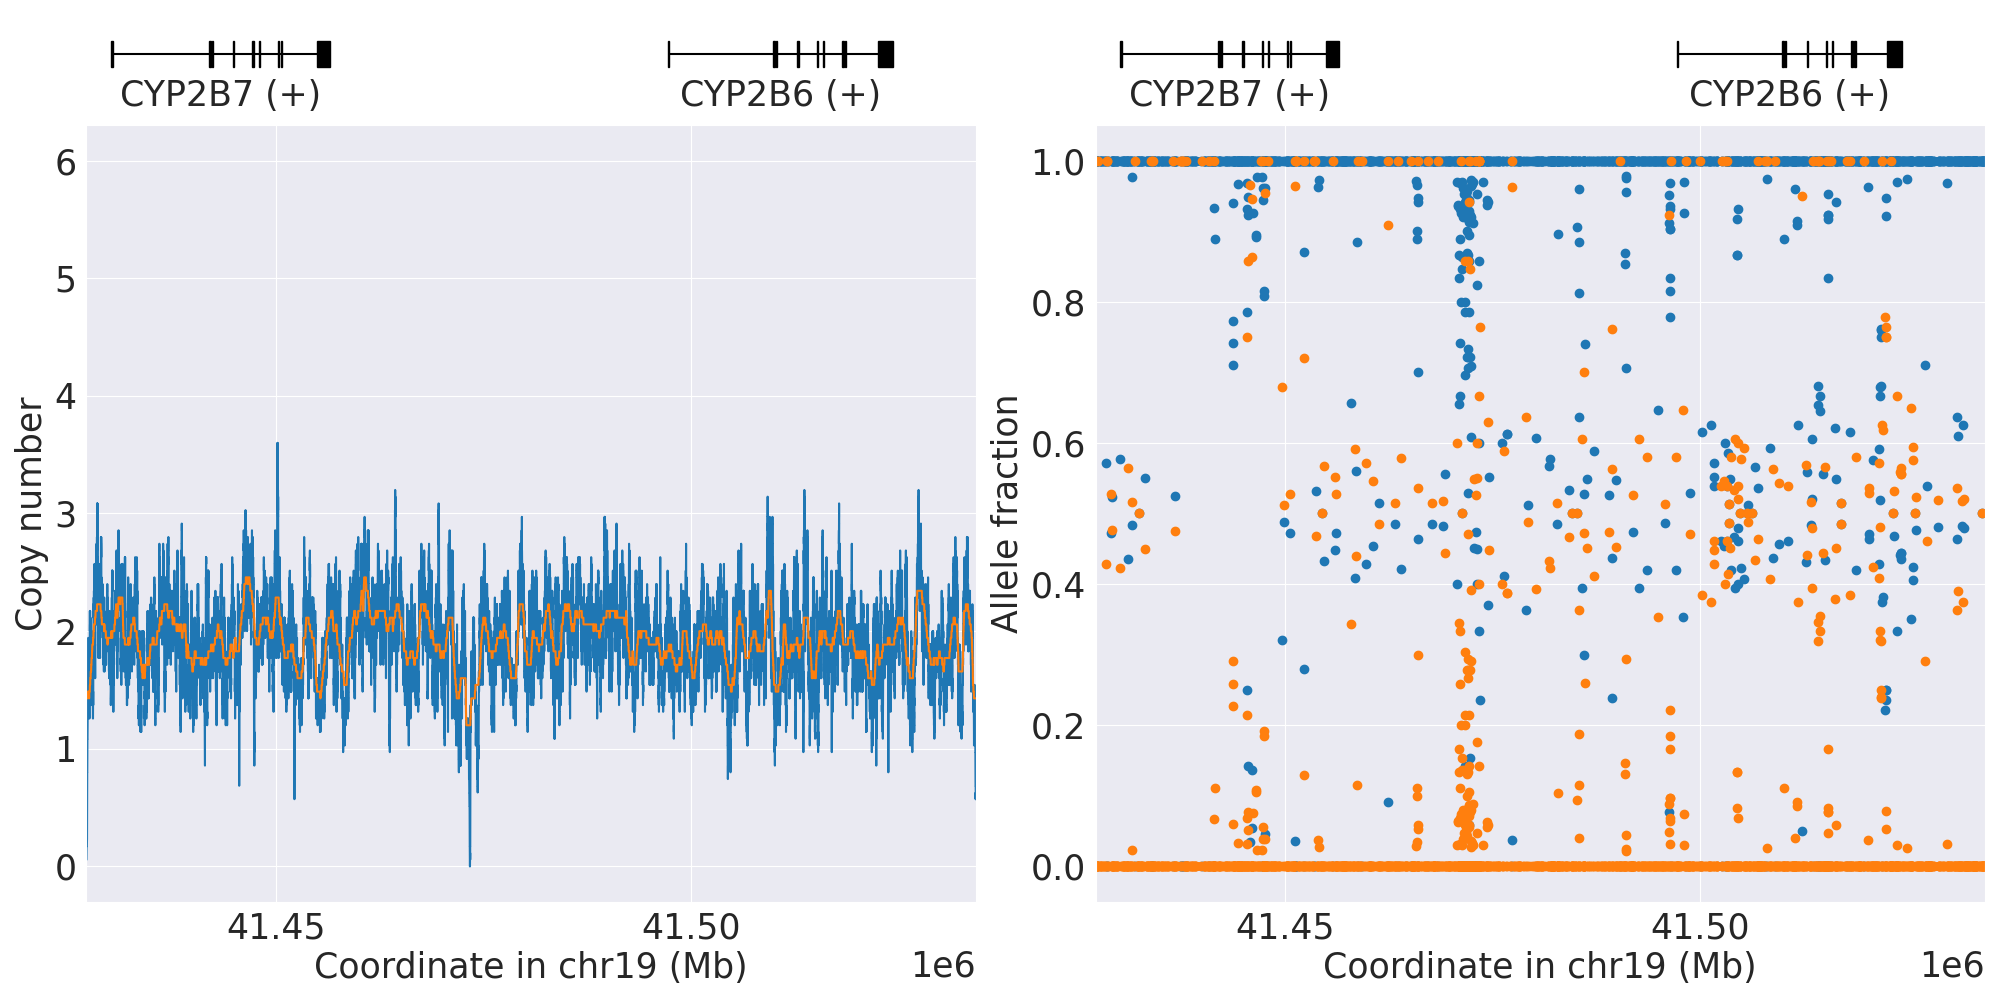 CYP2B7 (+)
CYP2B6 (+)
CYP2B7 (+)
CYP2B6 (+)
Copy number
6
5
4
3
2
1
0
41.45
41.50
Coordinate in chr19 (Mb)
1e6
Allele fraction
1.0
0.8
0.6
0.4
0.2
0.0
41.45
41.50
Coordinate in chr19 (Mb)
1e6